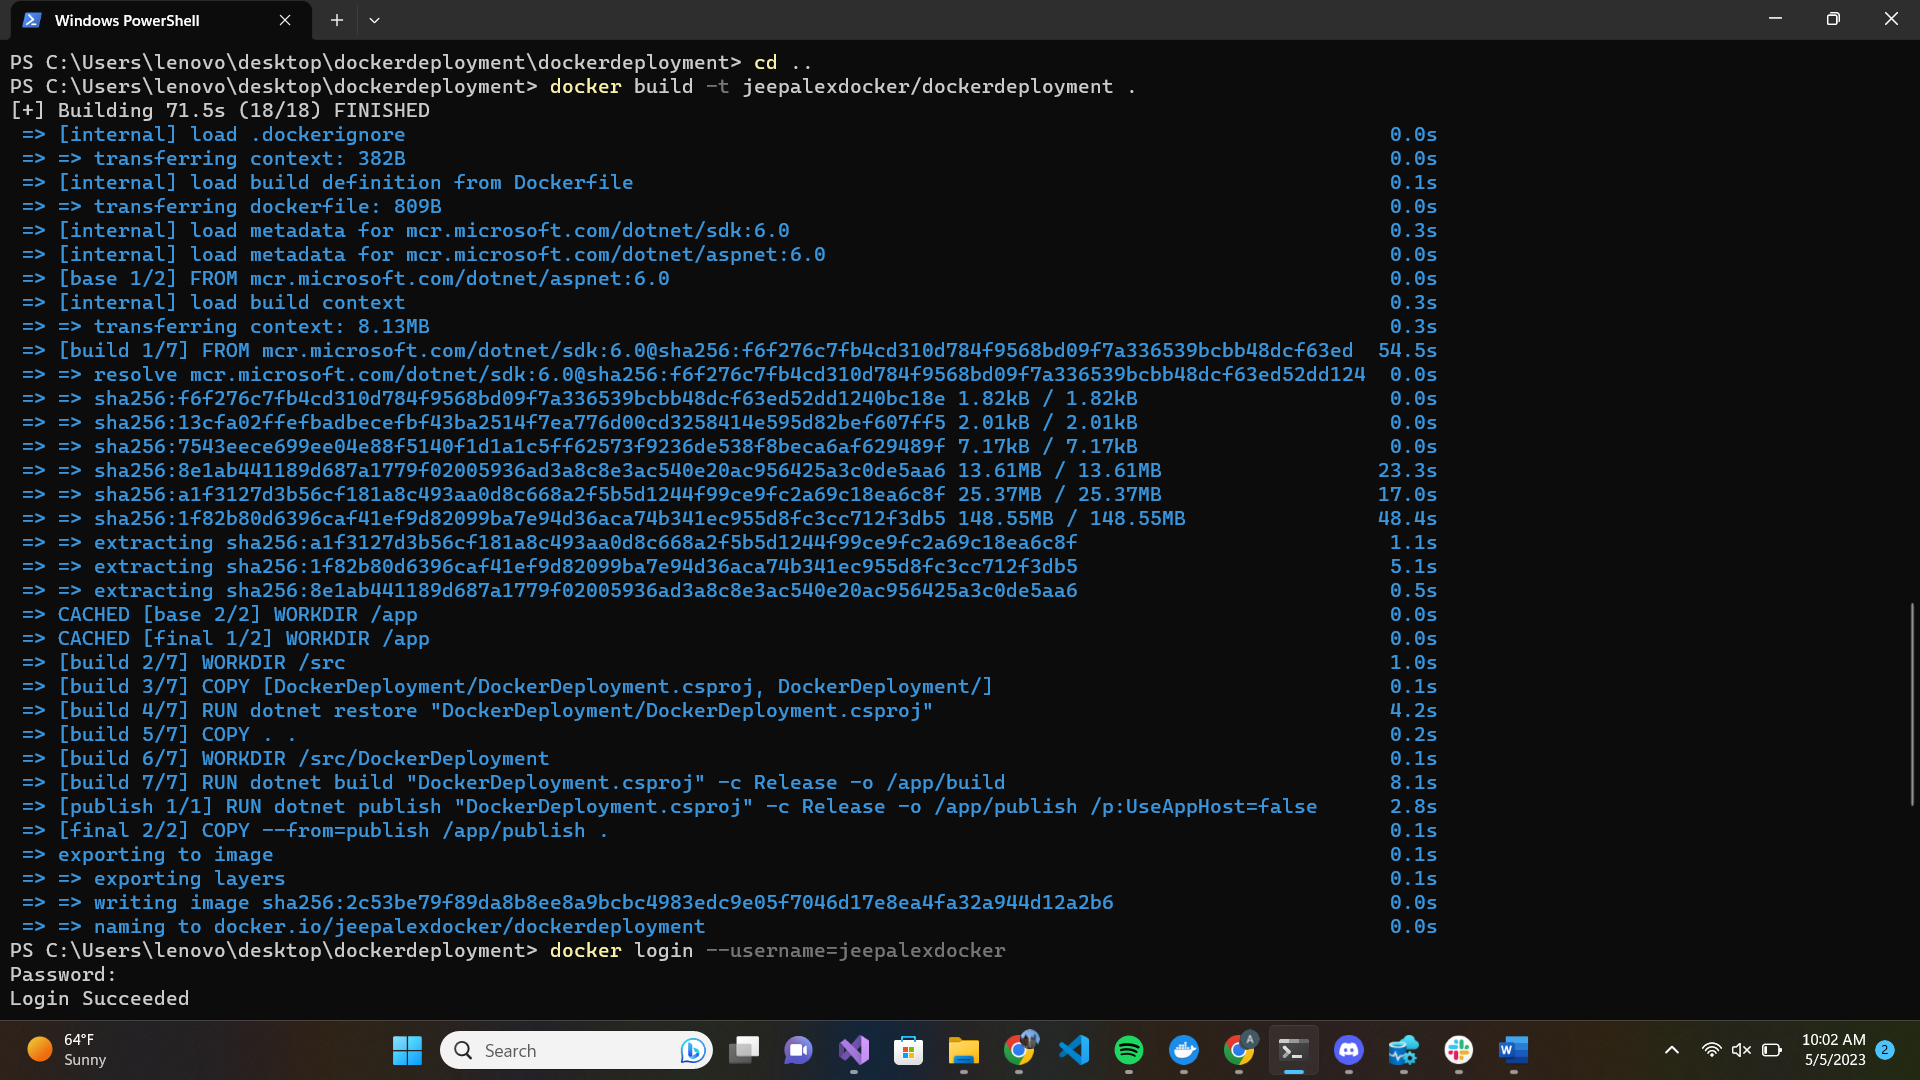 Windows PowerShell
PS C:\Users\lenovo\desktop\dockerdeployment\dockerdeployment> cd ..
PS C:\Users\lenovo\desktop\dockerdeployment> docker build -t jeepalexdocker/dockerdeployment .
[+] Building 71.5s (18/18) FINISHED
=> [internal] load .dockerignore 0.0s
=> => transferring context: 382B 0.0s
=> [internal] load build definition from Dockerfile 0.1s
=> => transferring dockerfile: 809B 0.0s
=> [internal] load metadata for mcr.microsoft.com/dotnet/sdk:6.0 0.3s
=> [internal] load metadata for mcr.microsoft.com/dotnet/aspnet:6.0 0.0s
=> [base 1/2] FROM mcr.microsoft.com/dotnet/aspnet:6.0 0.0s
=> [internal] load build context 0.3s
=> => transferring context: 8.13MB 0.3s
=> [build 1/7] FROM mcr.microsoft.com/dotnet/sdk:6.0@sha256:f6f276c7fb4cd310d784f9568bd09f7a336539bcbb48dcf63ed 54.5s
=> => resolve mcr.microsoft.com/dotnet/sdk:6.0@sha256:f6f276c7fb4cd310d784f9568bd09f7a336539bcbb48dcf63ed52dd124 0.0s
=> => sha256:f6f276c7fb4cd310d784f9568bd09f7a336539bcbb48dcf63ed52dd1240bc18e 1.82kB / 1.82kB 0.0s
=> => sha256:13cfa02ffefbadbecefbf43ba2514f7ea776d00cd3258414e595d82bef607ff5 2.01kB / 2.01kB 0.0s
=> => sha256:7543eece699ee04e88f5140f1d1a1c5ff62573f9236de538f8beca6af629489f 7.17kB / 7.17kB 0.0s
=> => sha256:8e1ab441189d687a1779f02005936ad3a8c8e3ac540e20ac956425a3c0de5aa6 13.61MB / 13.61MB 23.3s
=> => sha256:a1f3127d3b56cf181a8c493aa0d8c668a2f5b5d1244f99ce9fc2a69c18ea6c8f 25.37MB / 25.37MB 17.0s
=> => sha256:1f82b80d6396caf41ef9d82099ba7e94d36aca74b341ec955d8fc3cc712f3db5 148.55MB / 148.55MB 48.4s
=> => extracting sha256:a1f3127d3b56cf181a8c493aa0d8c668a2f5b5d1244f99ce9fc2a69c18ea6c8f 1.1s
=> => extracting sha256:1f82b80d6396caf41ef9d82099ba7e94d36aca74b341ec955d8fc3cc712f3db5 5.1s
=> => extracting sha256:8e1ab441189d687a1779f02005936ad3a8c8e3ac540e20ac956425a3c0de5aa6 0.5s
=> CACHED [base 2/2] WORKDIR /app 0.0s
=> CACHED [final 1/2] WORKDIR /app 0.0s
=> [build 2/7] WORKDIR /src 1.0s
=> [build 3/7] COPY [DockerDeployment/DockerDeployment.csproj, DockerDeployment/] 0.1s
=> [build 4/7] RUN dotnet restore "DockerDeployment/DockerDeployment.csproj" 4.2s
=> [build 5/7] COPY . . 0.2s
=> [build 6/7] WORKDIR /src/DockerDeployment 0.1s
=> [build 7/7] RUN dotnet build "DockerDeployment.csproj" -c Release -o /app/build 8.1s
=> [publish 1/1] RUN dotnet publish "DockerDeployment.csproj" -c Release -o /app/publish /p:UseAppHost=false 2.8s
=> [final 2/2] COPY --from=publish /app/publish . 0.1s
=> exporting to image 0.1s
=> => exporting layers 0.1s
=> => writing image sha256:2c53be79f89da8b8ee8a9bcbc4983edc9e05f7046d17e8ea4fa32a944d12a2b6 0.0s
=> => naming to docker.io/jeepalexdocker/dockerdeployment 0.0s
PS C:\Users\lenovo\desktop\dockerdeployment> docker login --username=jeepalexdocker
Password:
Login Succeeded
64°F
Sunny
Search
A
W
10:02 AM
5/5/2023
2